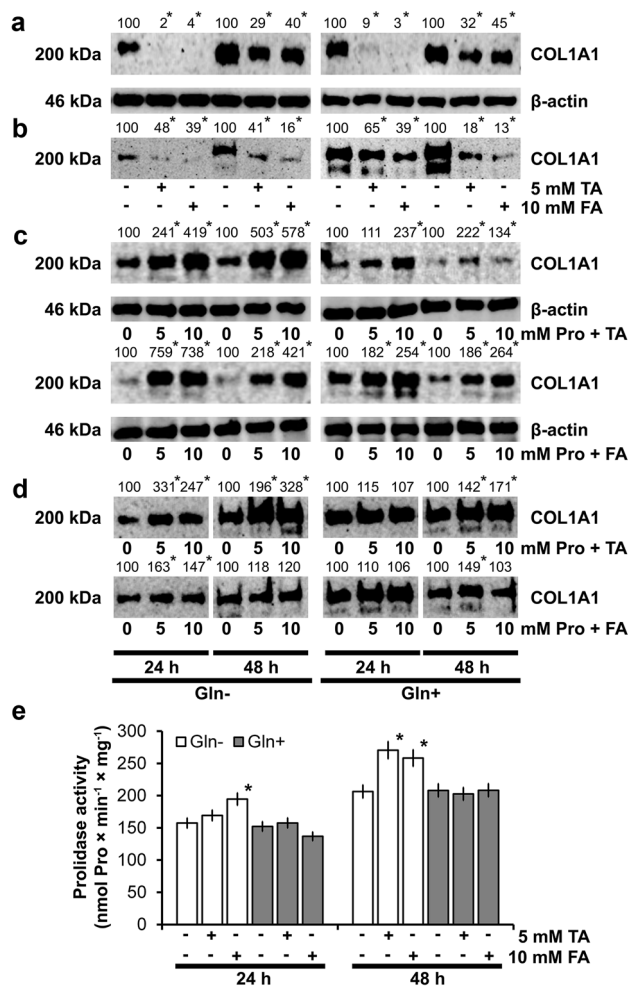 a
100 2* 4* 100 29* 40* 100 9* 3* 100 32* 45*
200 kDa COL1A1
46 kDa β-actin
b
100 48* 39* 100 41* 16* 100 65* 39* 100 18* 13*
200 kDa COL1A1
- + - - + - - + - - + - 5 mM TA
- - + - - + - - + - - + 10 mM FA
c
100 241* 419* 100 503* 578* 100 111 237* 100 222* 134*
200 kDa COL1A1
46 kDa β-actin
0 5 10 0 5 10 0 5 10 0 5 10 mM Pro + TA
100 759* 738* 100 218* 421* 100 182* 254* 100 186* 264*
200 kDa COL1A1
46 kDa β-actin
0 5 10 0 5 10 0 5 10 0 5 10 mM Pro + FA
d
100 331* 247* 100 196* 328* 100 115 107 100 142* 171*
200 kDa COL1A1
0 5 10 0 5 10 0 5 10 0 5 10 mM Pro + TA
100 163* 147* 100 118 120 100 110 106 100 149* 103
200 kDa COL1A1
0 5 10 0 5 10 0 5 10 0 5 10 mM Pro + FA
24 h 48 h 24 h 48 h
Gln- Gln+
e
Prolidase activity
(nmol Pro × min-1 × mg-1)
300
250
200
150
100
50
0
Gln- Gln+
* * *
- + - - + - - + - - + - 5 mM TA
- - + - - + - - + - - + 10 mM FA
24 h 48 h